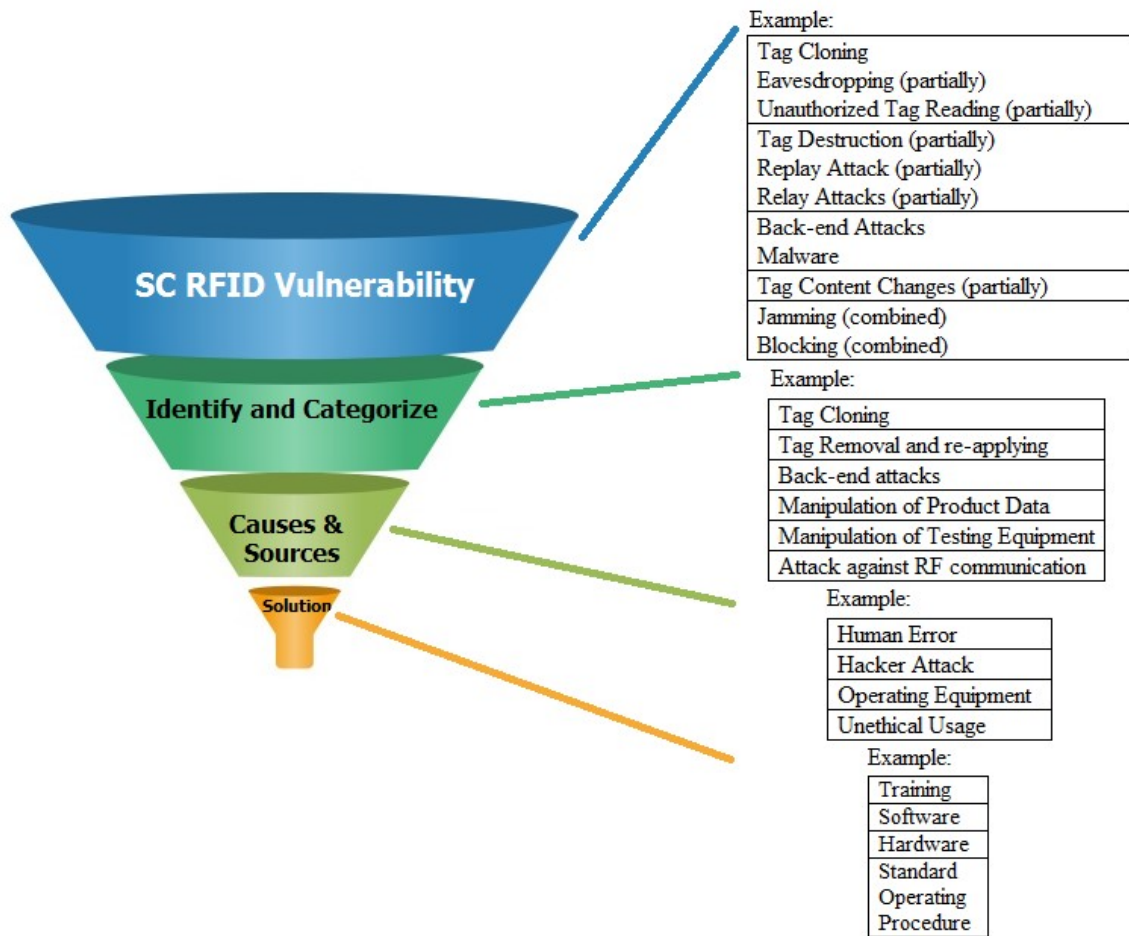 Example:
Tag Cloning
Eavesdropping (partially)
Unauthorized Tag Reading (partially)
Tag Destruction (partially)
Replay Attack (partially)
Relay Attacks (partially)
Back-end Attacks
Malware
Tag Content Changes (partially)
Jamming (combined)
Blocking (combined)
SC RFID Vulnerability
Example:
Tag Cloning
Tag Removal and re-applying
Back-end attacks
Manipulation of Product Data
Manipulation of Testing Equipment
Attack against RF communication
Identify and Categorize
Example:
Human Error
Hacker Attack
Operating Equipment
Unethical Usage
Causes &
Sources
Example:
Training
Software
Hardware
Standard
Operating
Procedure
Solution